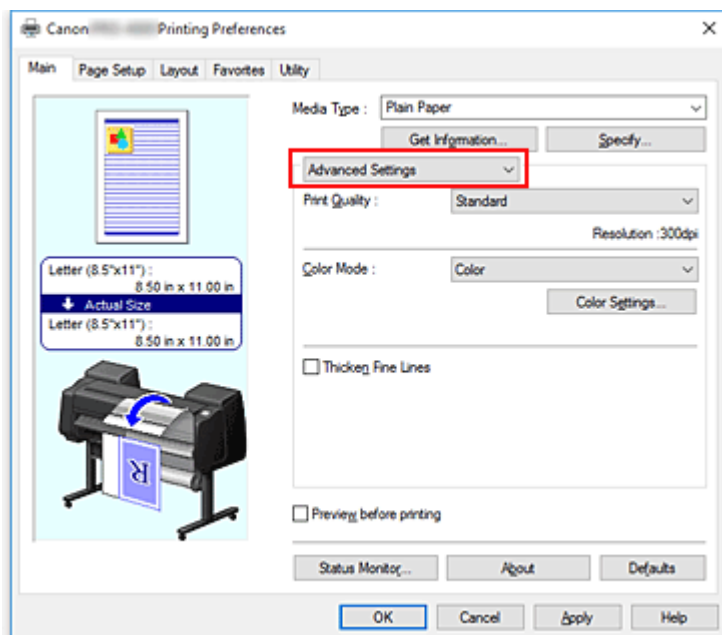 Canon Printing Preferences
Main Page Setup Layout Favorites Utility
Media Type : Plain Paper
Get Information... Specify...
Advanced Settings
Print Quality : Standard
Resolution :300dpi
Color Mode : Color
Color Settings...
Thicken Fine Lines
Letter (8.5"x11") :
8.50 in x 11.00 in
Actual Size
Letter (8.5"x11") :
8.50 in x 11.00 in
R
Preview before printing
Status Monitor... About Defaults
OK Cancel Apply Help